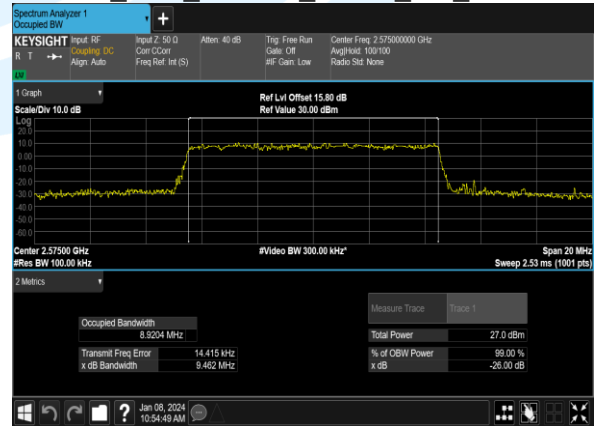 Spectrum Analyzer 1
Occupied BW
+
KEYSIGHT Input: RF Input Z: 50 Ω Atten: 40 dB Trig: Free Run Center Freq: 2.575000000 GHz
R T Coupling: DC Corr CCorr Gate: Off Avg|Hold: 100/100
Align: Auto Freq Ref: Int (S) #IF Gain: Low Radio Std: None
1 Graph
Ref Lvl Offset 15.80 dB
Scale/Div 10.0 dB Ref Value 30.00 dBm
Log
20.0
10.0
0.00
-10.0
-20.0
-30.0
-40.0
-50.0
-60.0
Center 2.57500 GHz #Video BW 300.00 kHz* Span 20 MHz
#Res BW 100.00 kHz Sweep 2.53 ms (1001 pts)
2 Metrics
Measure Trace Trace 1
Occupied Bandwidth
8.9204 MHz Total Power 27.0 dBm
Transmit Freq Error 14.415 kHz % of OBW Power 99.00 %
x dB Bandwidth 9.462 MHz x dB -26.00 dB
? Jan 08, 2024
10:54:49 AM